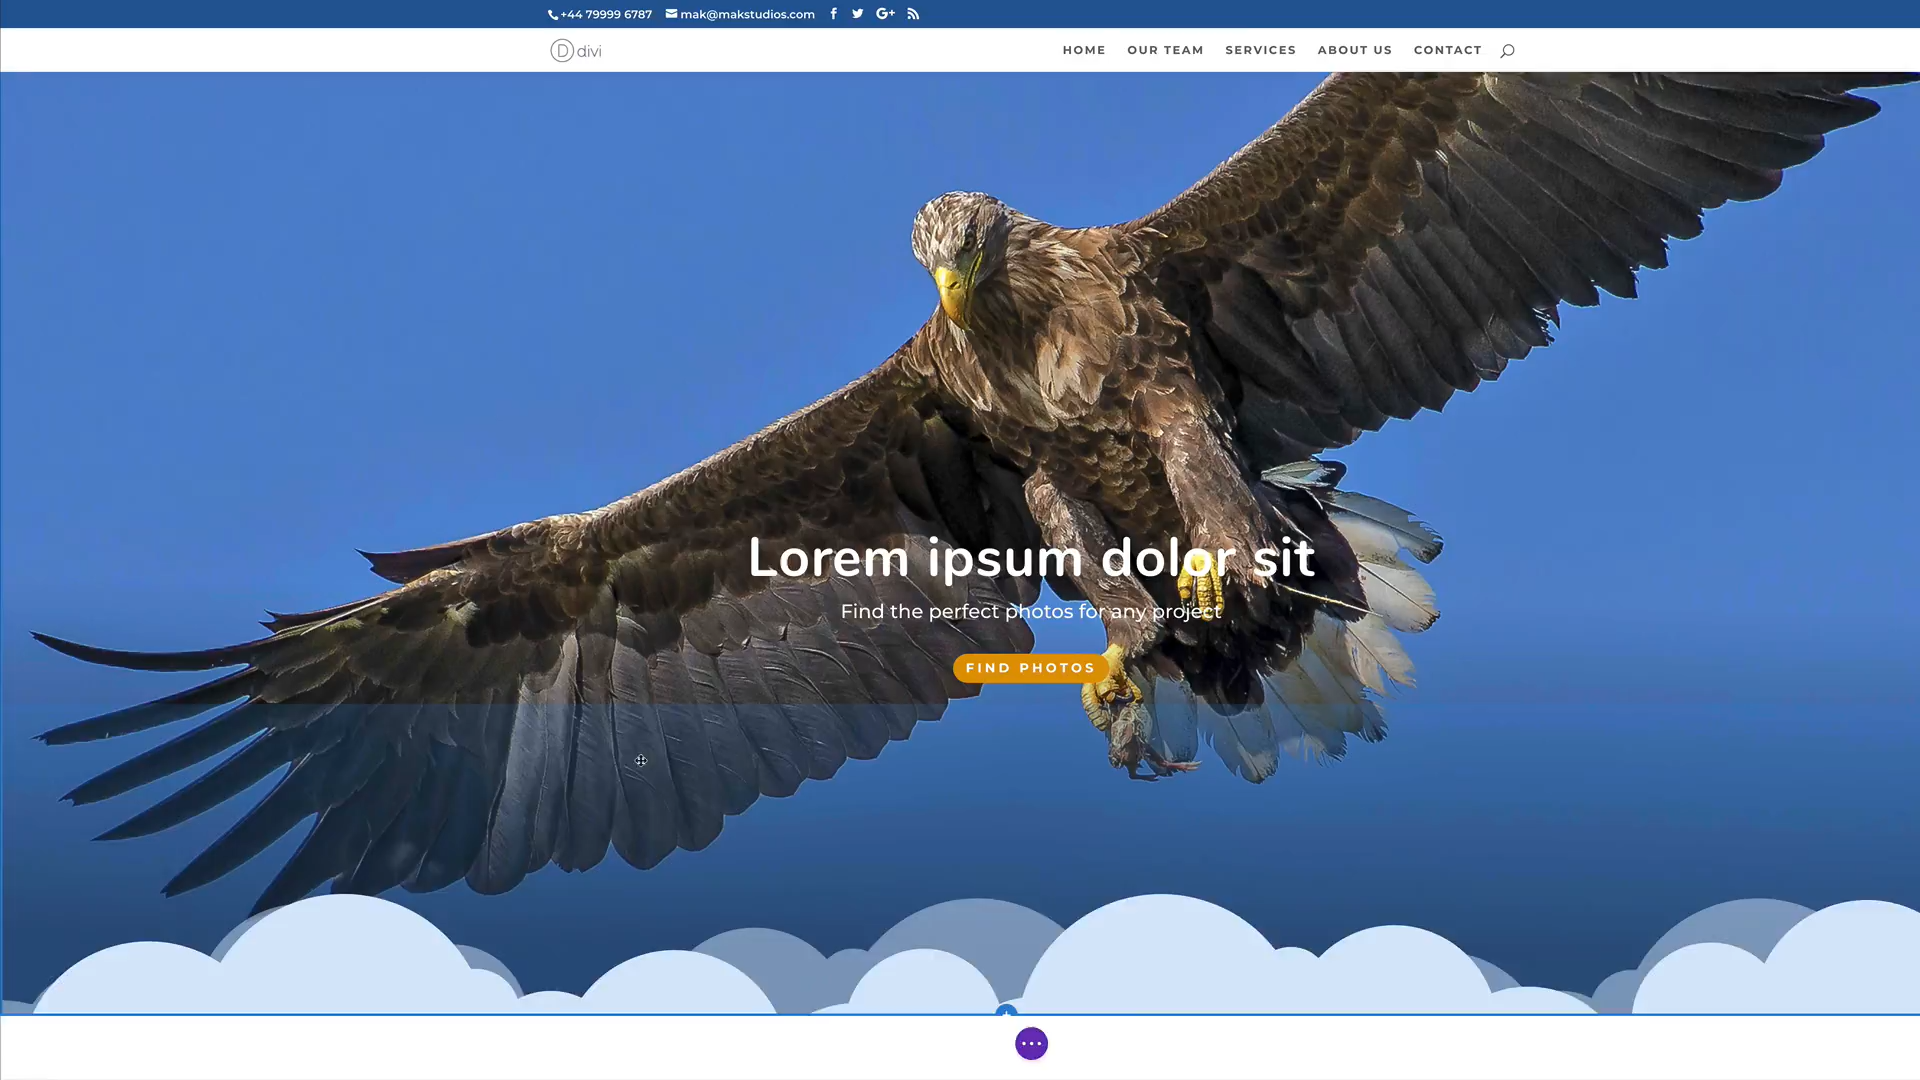 +44 79999 6787 mak@makstudios.com
D divi
HOME OUR TEAM SERVICES ABOUT US CONTACT
Lorem ipsum dolor sit
Find the perfect photos for any project
FIND PHOTOS